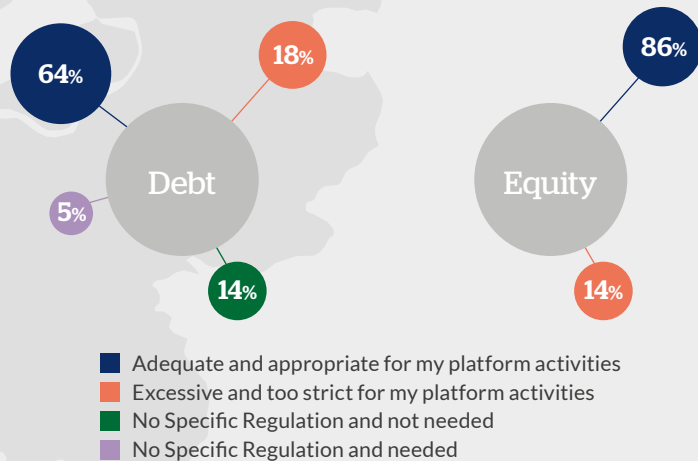 64%
18%
86%
Debt
Equity
5%
14%
14%
Adequate and appropriate for my platform activities
Excessive and too strict for my platform activities
No Specific Regulation and not needed
No Specific Regulation and needed